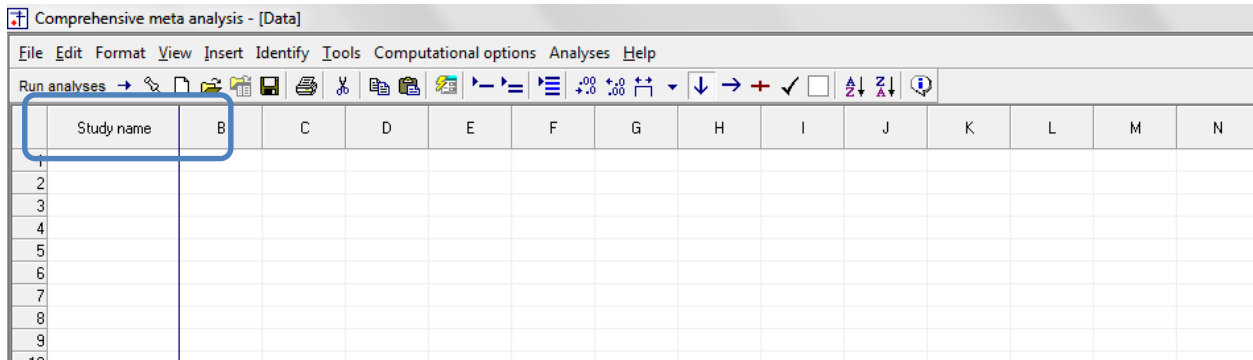 Comprehensive meta analysis - [Data]
File Edit Format View Insert Identify Tools Computational options Analyses Help
Run analyses
Study name B C D E F G H I J K L M N
1
2
3
4
5
6
7
8
9
10